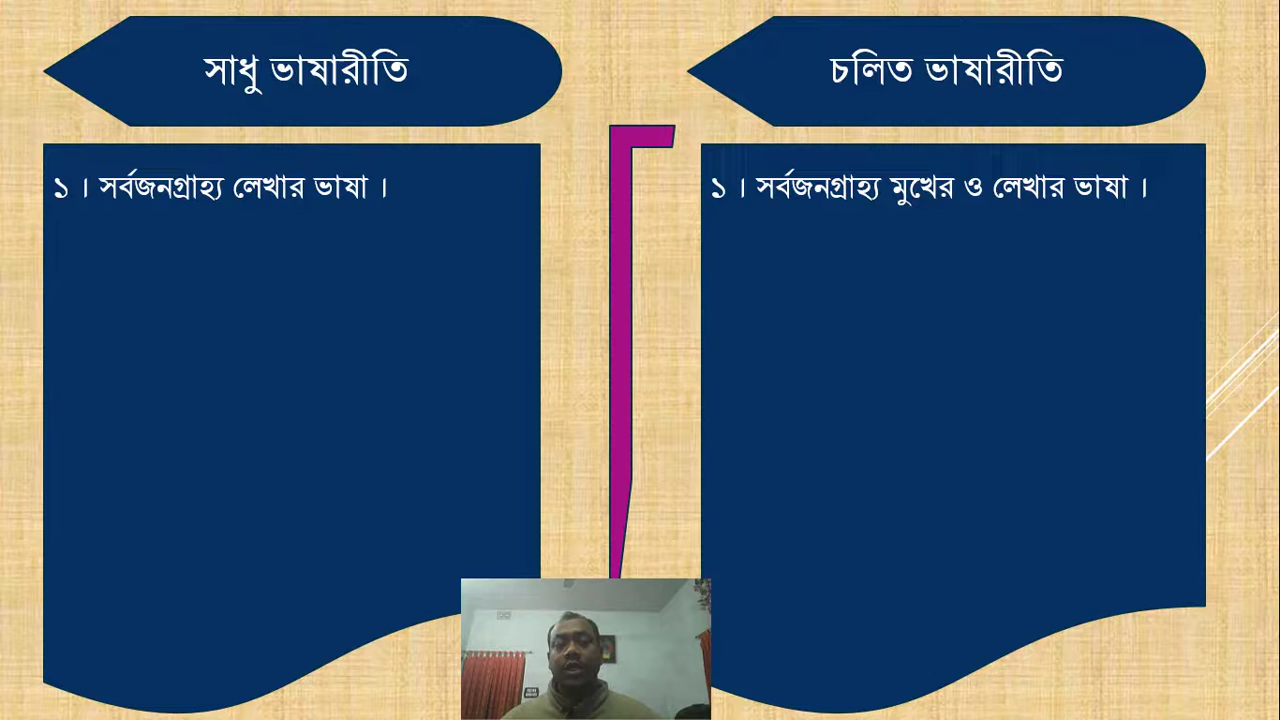 সাধু ভাষারীতি
চলিত ভাষারীতি
১। সর্বজনগ্রাহ্য লেখার ভাষা।
১। সর্বজনগ্রাহ্য মুখের ও লেখার ভাষা।